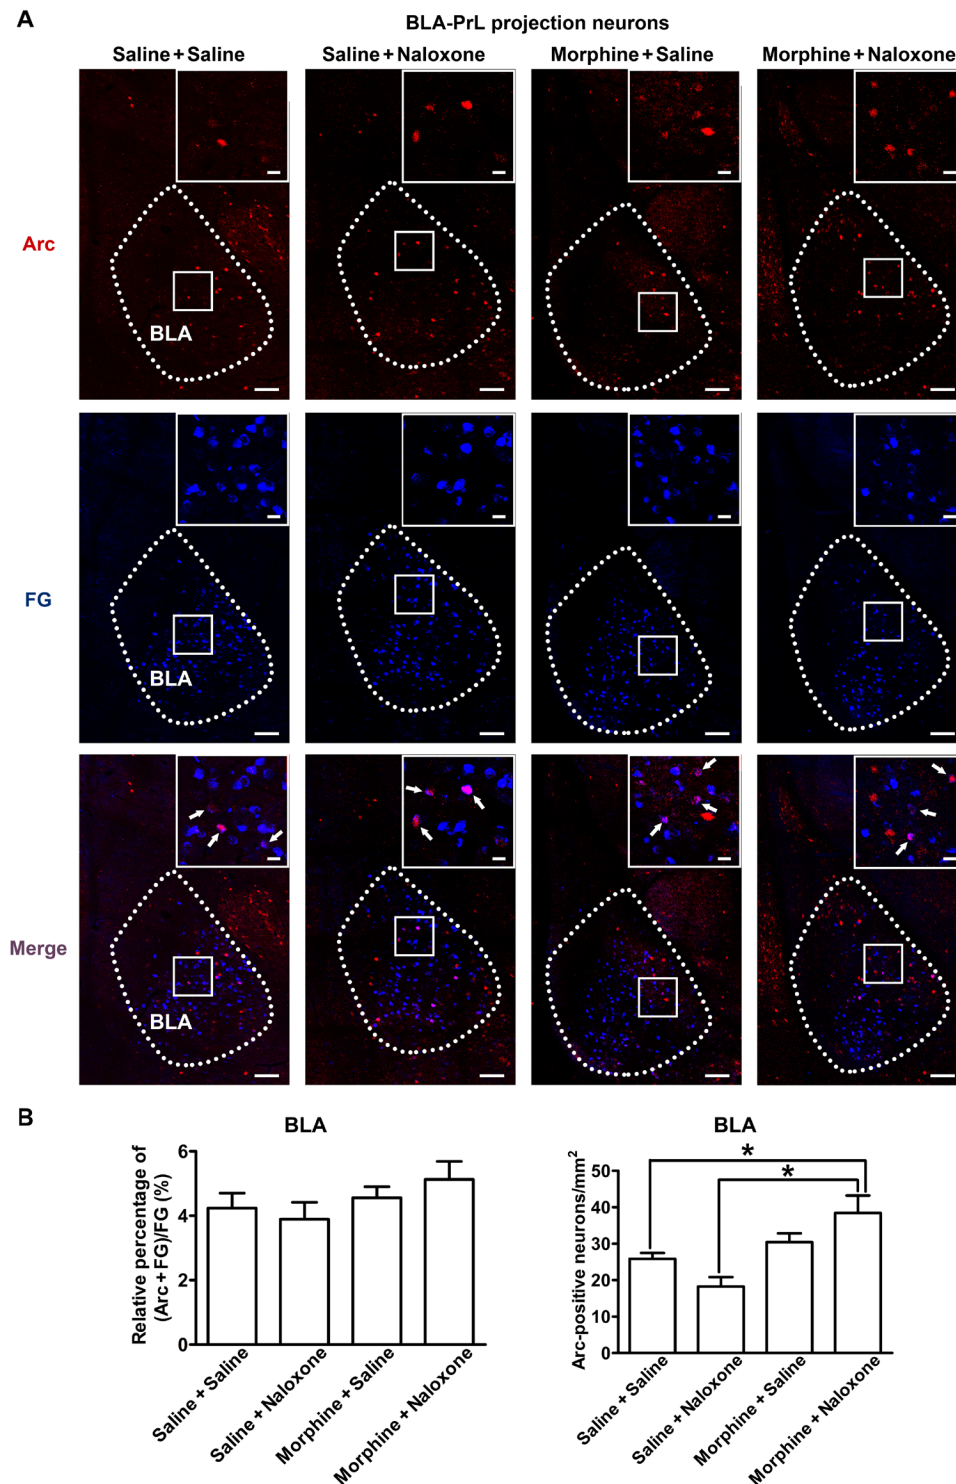 A
BLA-PrL projection neurons
Saline + Saline
Saline + Naloxone
Morphine + Saline
Morphine + Naloxone
Arc
BLA
FG
BLA
Merge
BLA
B
BLA
Relative percentage of
(Arc + FG)/FG (%)
6
4
2
0
Saline + Saline
Saline + Naloxone
Morphine + Saline
Morphine + Naloxone
BLA
Arc-positive neurons/mm²
50
40
30
20
10
0
*
*
Saline + Saline
Saline + Naloxone
Morphine + Saline
Morphine + Naloxone